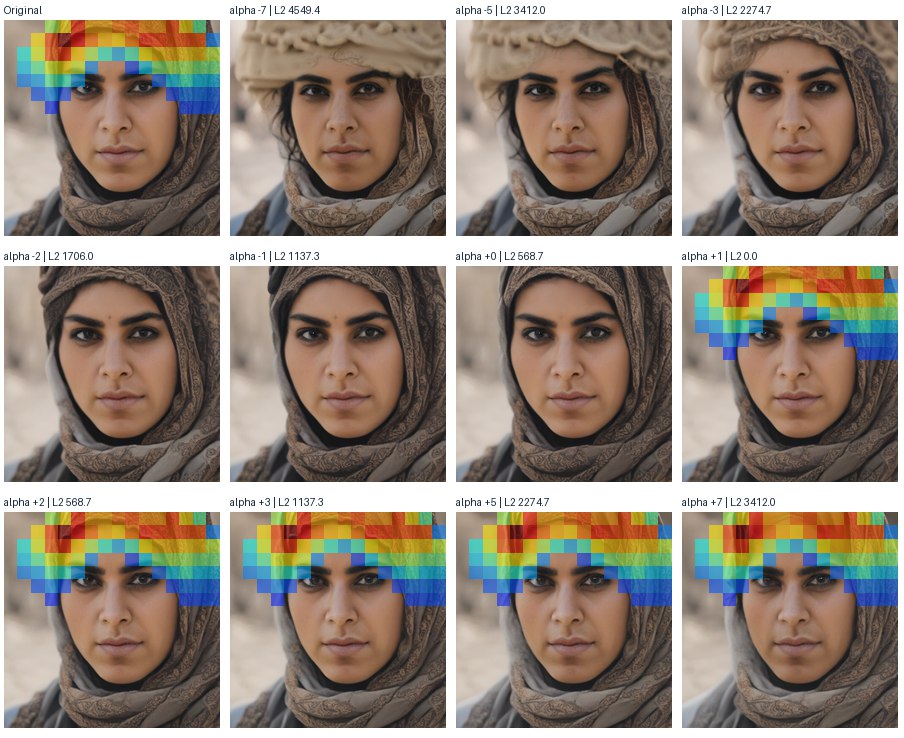 Original
alpha -7 | L2 4549.4
alpha -5 | L2 3412.0
alpha -3 | L2 2274.7
alpha -2 | L2 1706.0
alpha -1 | L2 1137.3
alpha +0 | L2 568.7
alpha +1 | L2 0.0
alpha +2 | L2 568.7
alpha +3 | L2 1137.3
alpha +5 | L2 2274.7
alpha +7 | L2 3412.0